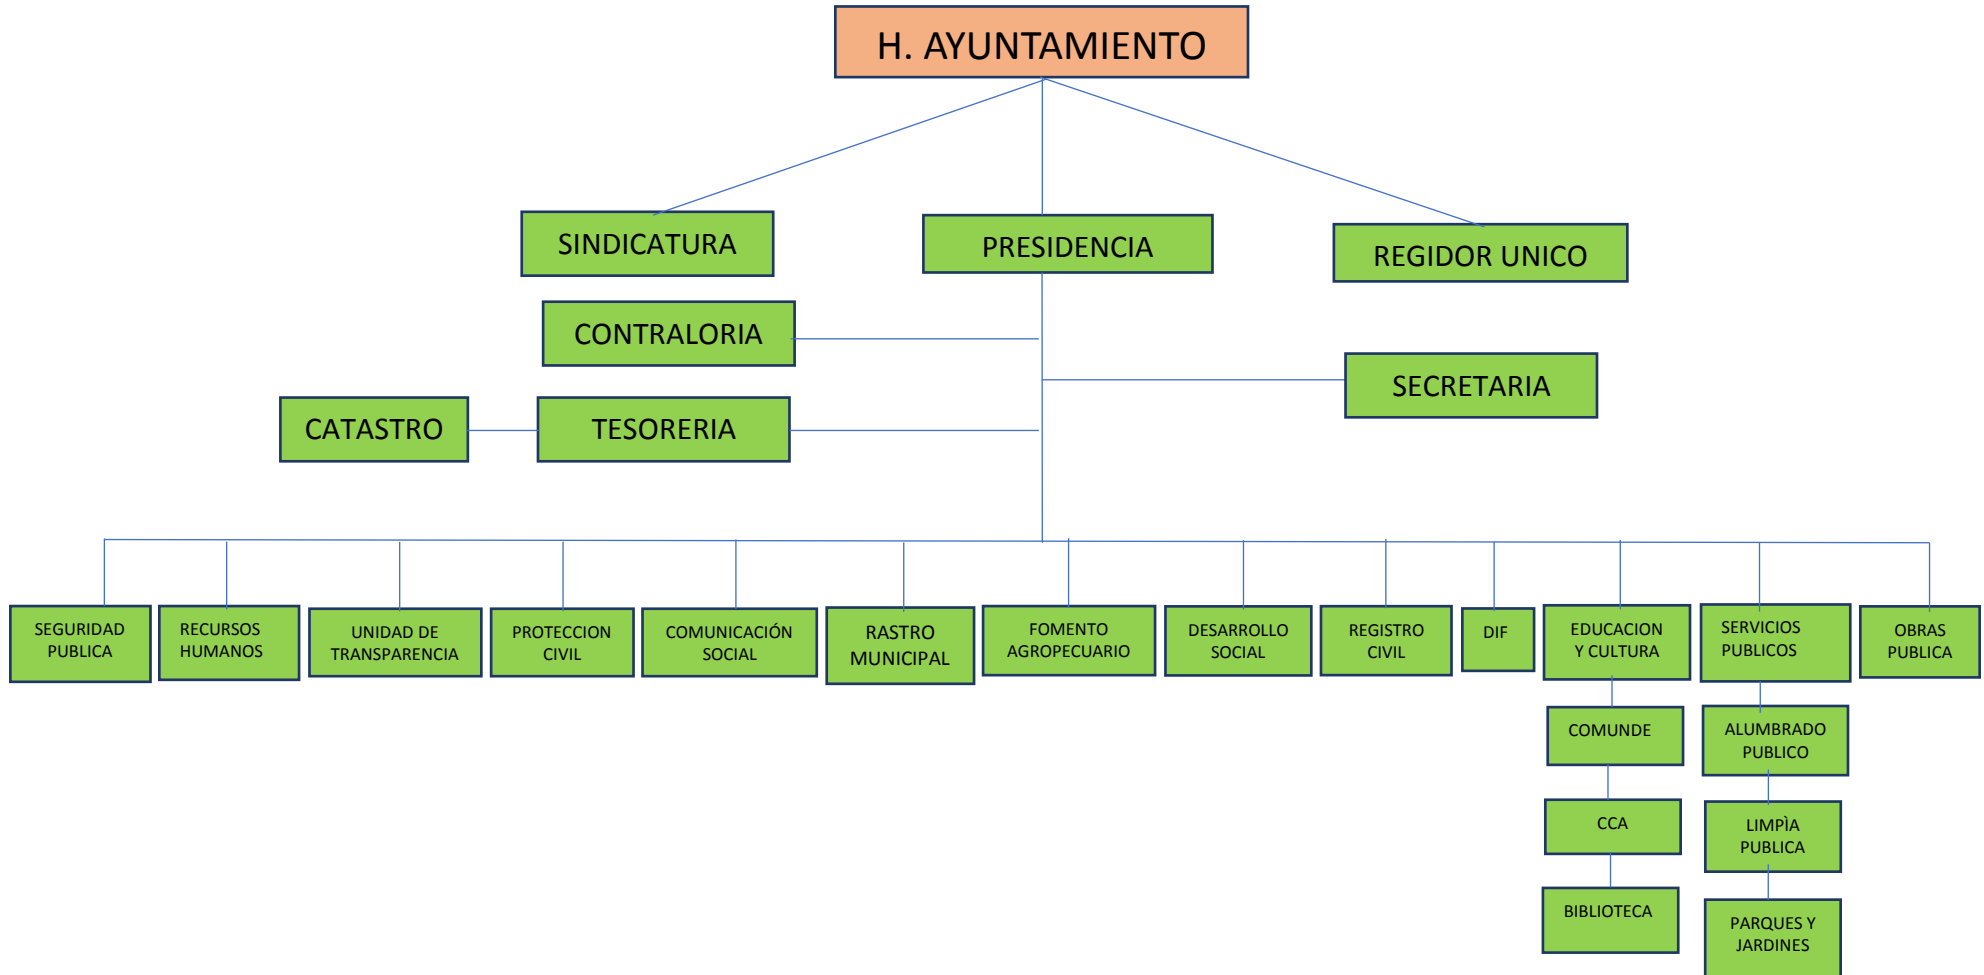 H. AYUNTAMIENTO
SINDICATURA
PRESIDENCIA
REGIDOR UNICO
CONTRALORIA
SECRETARIA
CATASTRO
TESORERIA
SEGURIDAD
PUBLICA
RECURSOS
HUMANOS
UNIDAD DE
TRANSPARENCIA
PROTECCION
CIVIL
COMUNICACIÓN
SOCIAL
RASTRO
MUNICIPAL
FOMENTO
AGROPECUARIO
DESARROLLO
SOCIAL
REGISTRO
CIVIL
DIF
EDUCACION
Y CULTURA
SERVICIOS
PUBLICOS
OBRAS
PUBLICA
COMUNDE
ALUMBRADO
PUBLICO
CCA
LIMPÌA
PUBLICA
BIBLIOTECA
PARQUES Y
JARDINES